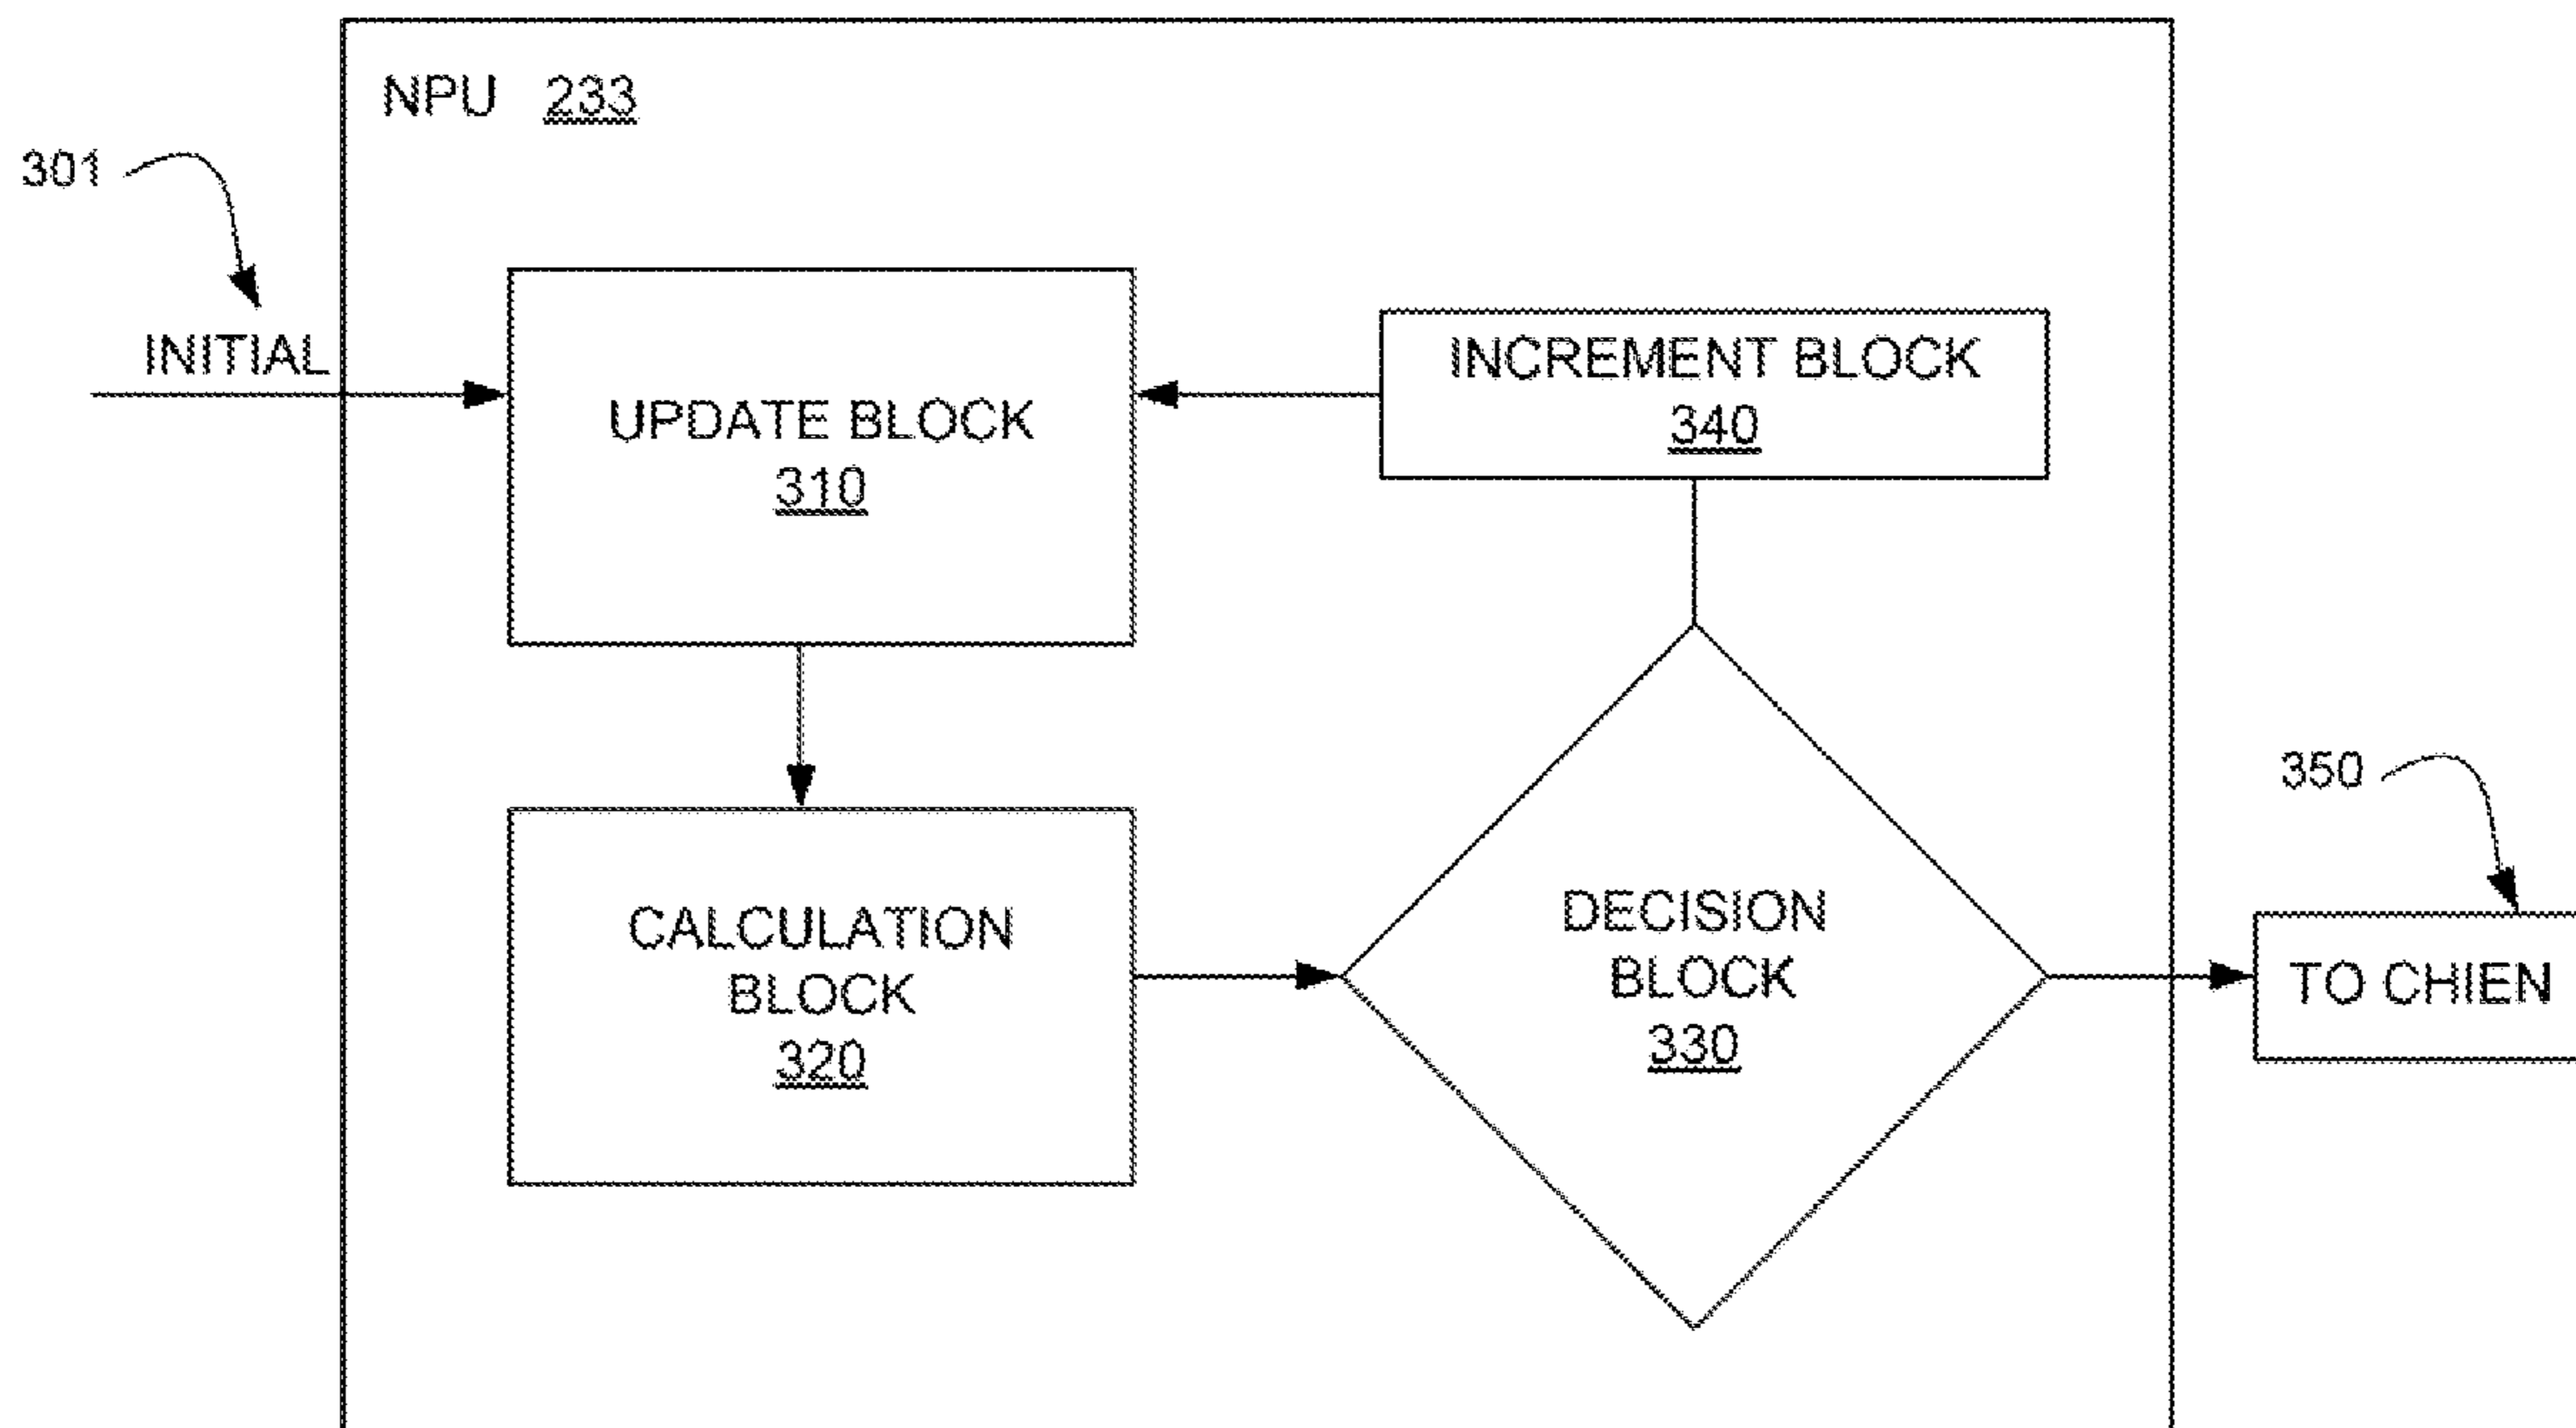 NPU 233
301
INITIAL
UPDATE BLOCK
310
INCREMENT BLOCK
340
CALCULATION
BLOCK
320
DECISION
BLOCK
330
350
TO CHIEN